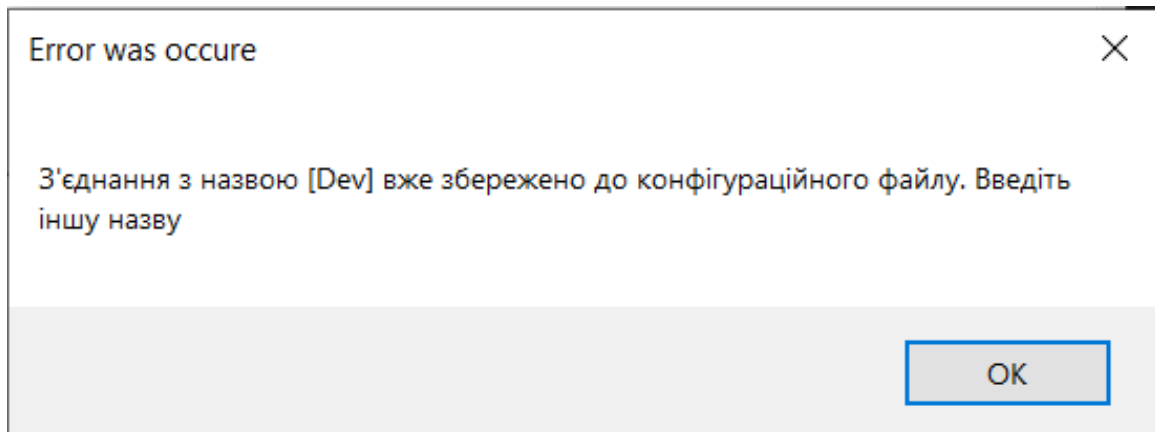 Error was occure
З'єднання з назвою [Dev] вже збережено до конфігураційного файлу. Введіть
іншу назву
OK